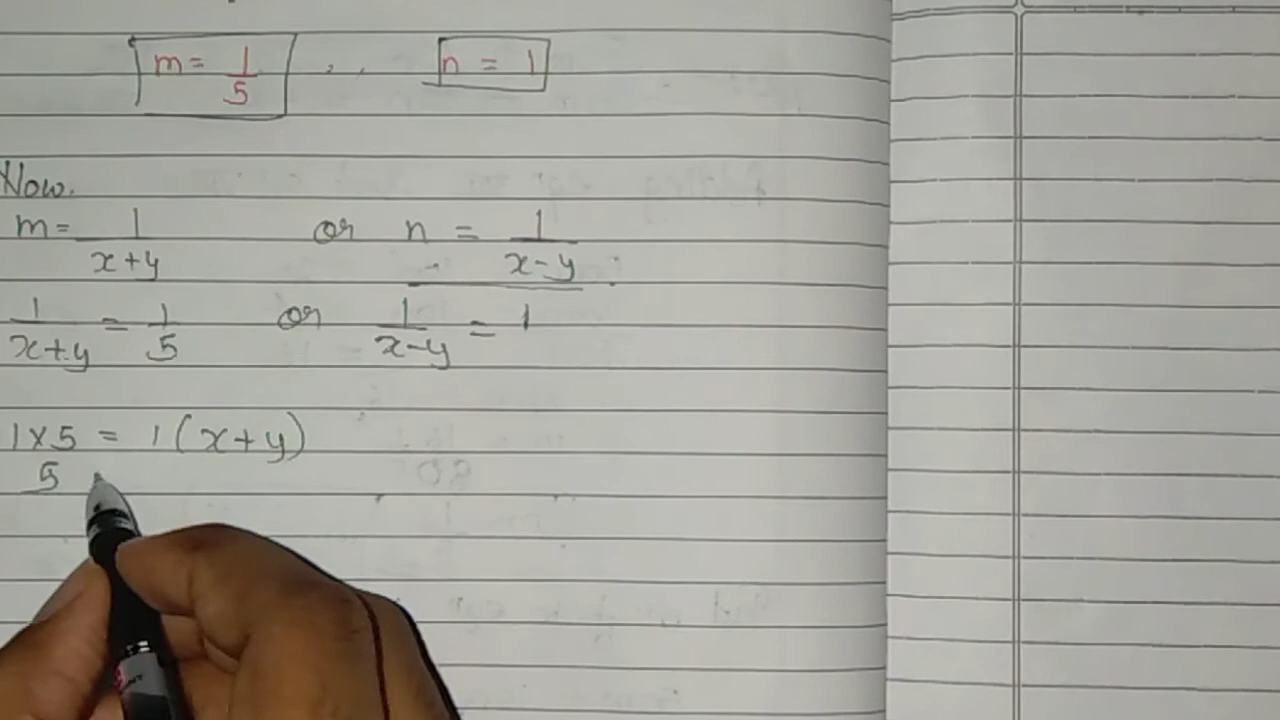 m = 1/5 , , n = 1
Now.
m = 1/(x+y) or n = 1/(x-y)
1/(x+y) = 1/5 or 1/(x-y) = 1
1 × 5 = 1 (x+y)
5